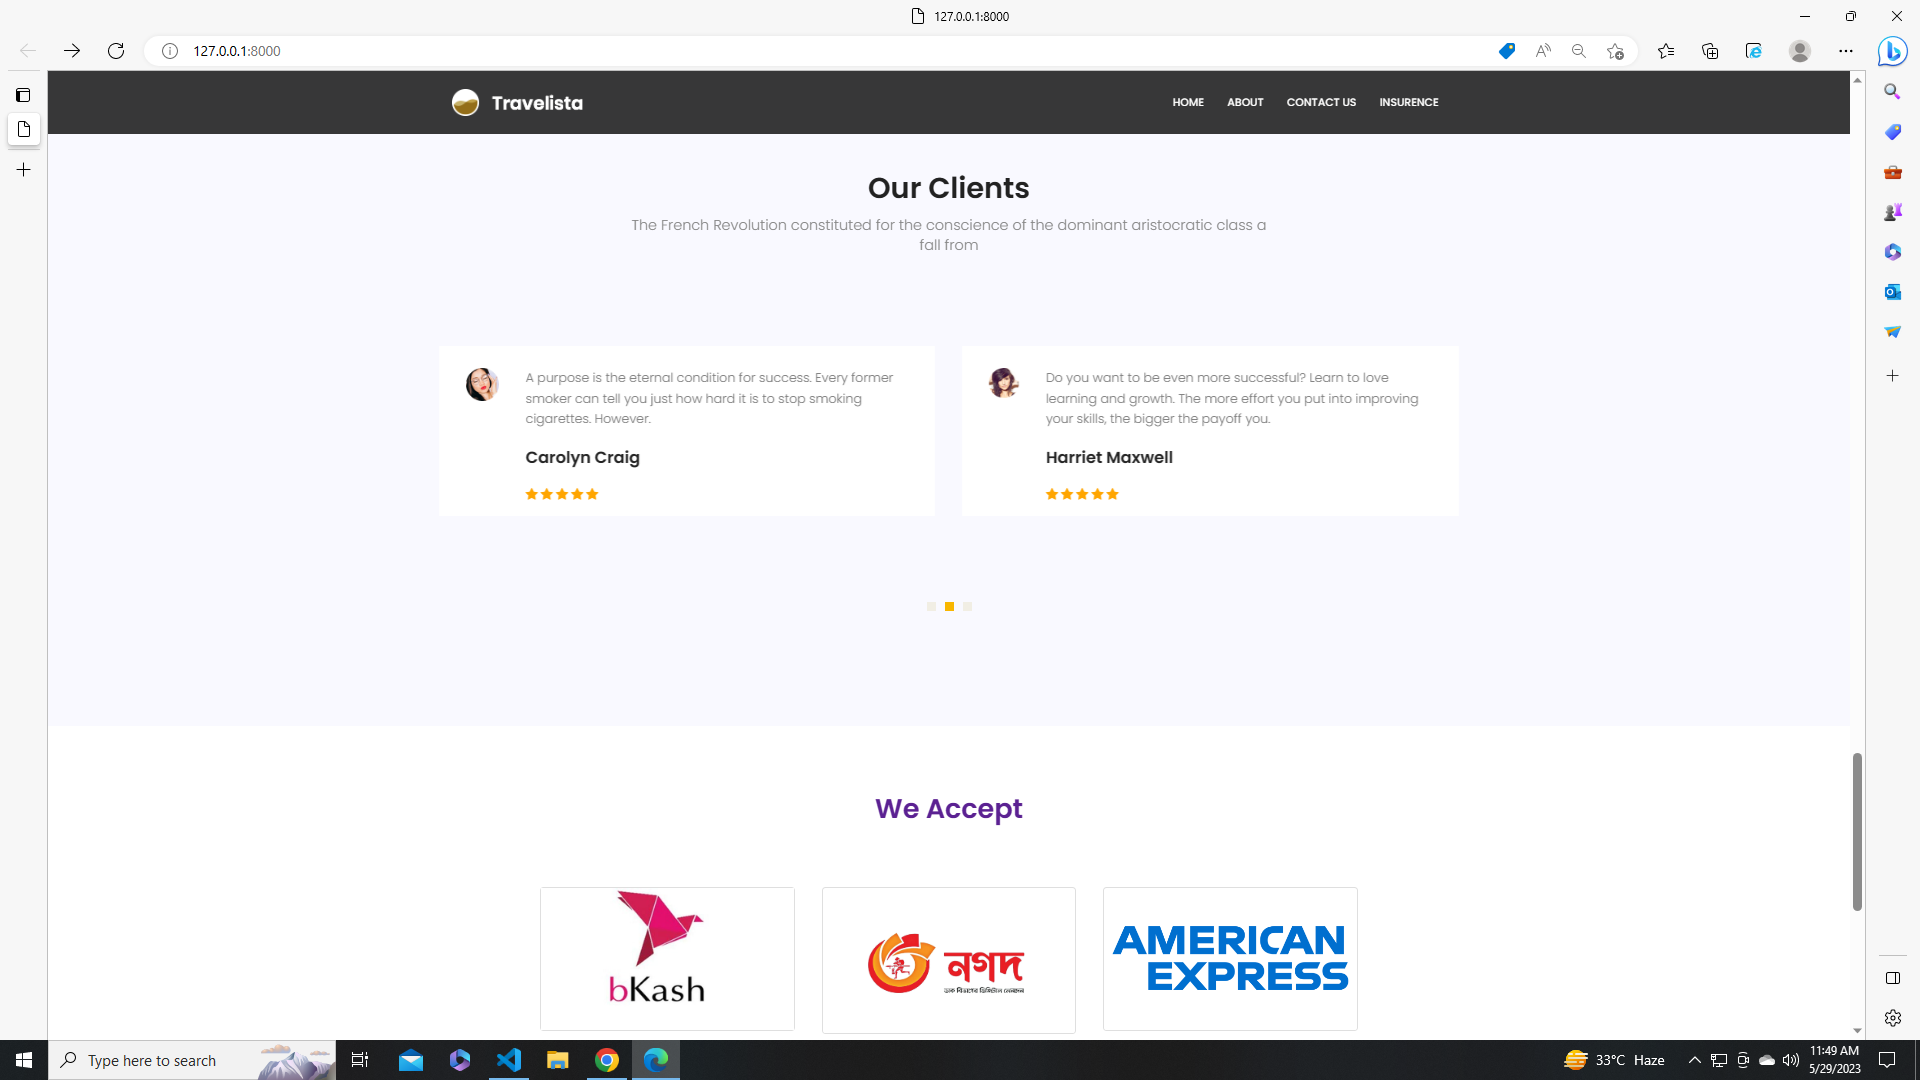 127.0.0.1:8000
127.0.0.1:8000
Travelista
HOME
ABOUT
CONTACT US
INSURENCE
Our Clients
The French Revolution constituted for the conscience of the dominant aristocratic class a
fall from
A purpose is the eternal condition for success. Every former
smoker can tell you just how hard it is to stop smoking
cigarettes. However.
Carolyn Craig
Do you want to be even more successful? Learn to love
learning and growth. The more effort you put into improving
your skills, the bigger the payoff you.
Harriet Maxwell
We Accept
bKash
নগদ
ডাক বিভাগের ডিজিটাল লেনদেন
AMERICAN
EXPRESS
Type here to search
33°C Haze
11:49 AM
5/29/2023